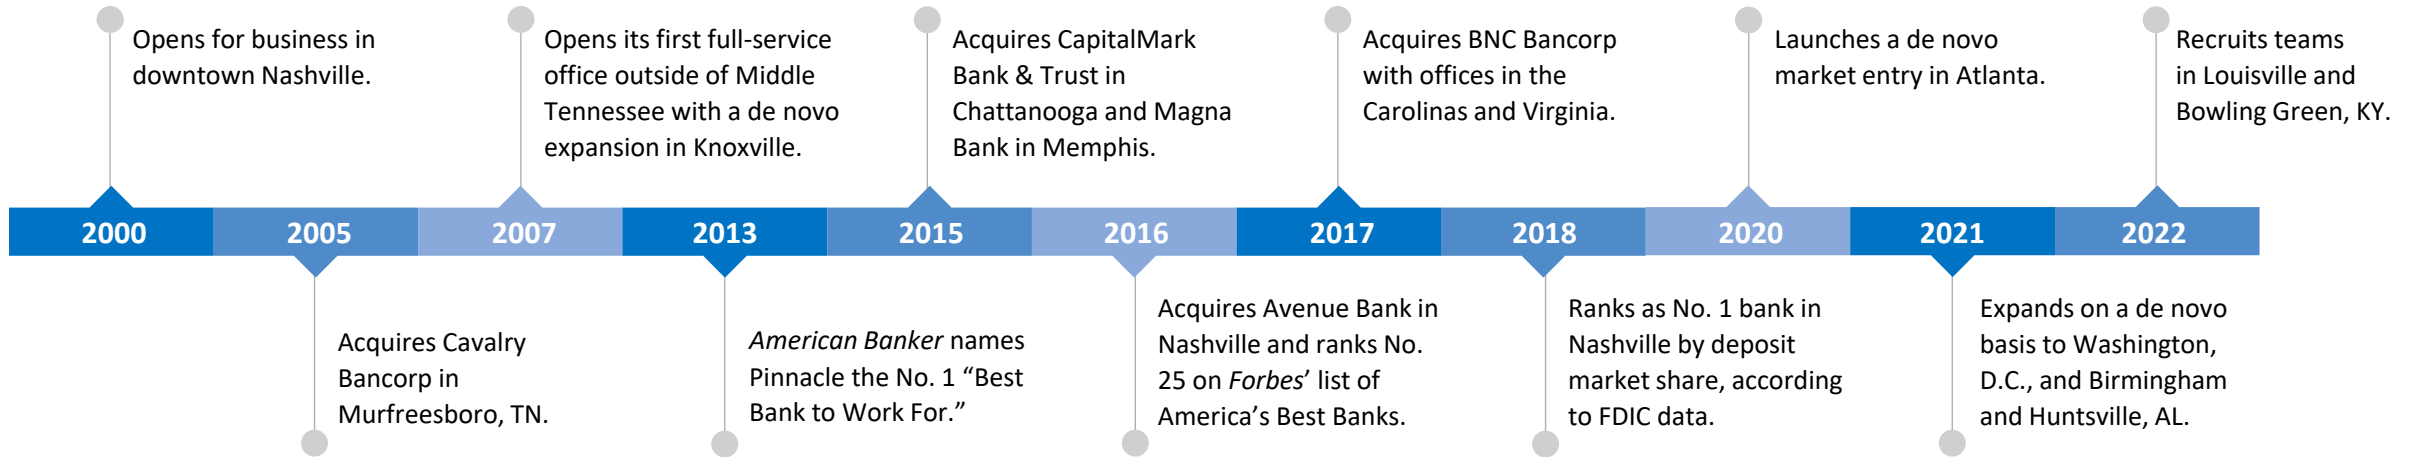 Opens for business in
downtown Nashville.
Opens its first full-service
office outside of Middle
Tennessee with a de novo
expansion in Knoxville.
Acquires CapitalMark
Bank & Trust in
Chattanooga and Magna
Bank in Memphis.
Acquires BNC Bancorp
with offices in the
Carolinas and Virginia.
Launches a de novo
market entry in Atlanta.
Recruits teams
in Louisville and
Bowling Green, KY.
2000 2005 2007 2013 2015 2016 2017 2018 2020 2021 2022
Acquires Cavalry
Bancorp in
Murfreesboro, TN.
American Banker names
Pinnacle the No. 1 “Best
Bank to Work For.”
Acquires Avenue Bank in
Nashville and ranks No.
25 on Forbes’ list of
America’s Best Banks.
Ranks as No. 1 bank in
Nashville by deposit
market share, according
to FDIC data.
Expands on a de novo
basis to Washington,
D.C., and Birmingham
and Huntsville, AL.